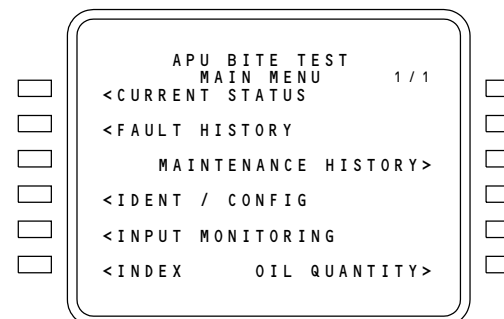 APU BITE TEST
MAIN MENU 1/1
<CURRENT STATUS
<FAULT HISTORY
MAINTENANCE HISTORY>
<IDENT / CONFIG
<INPUT MONITORING
<INDEX OIL QUANTITY>